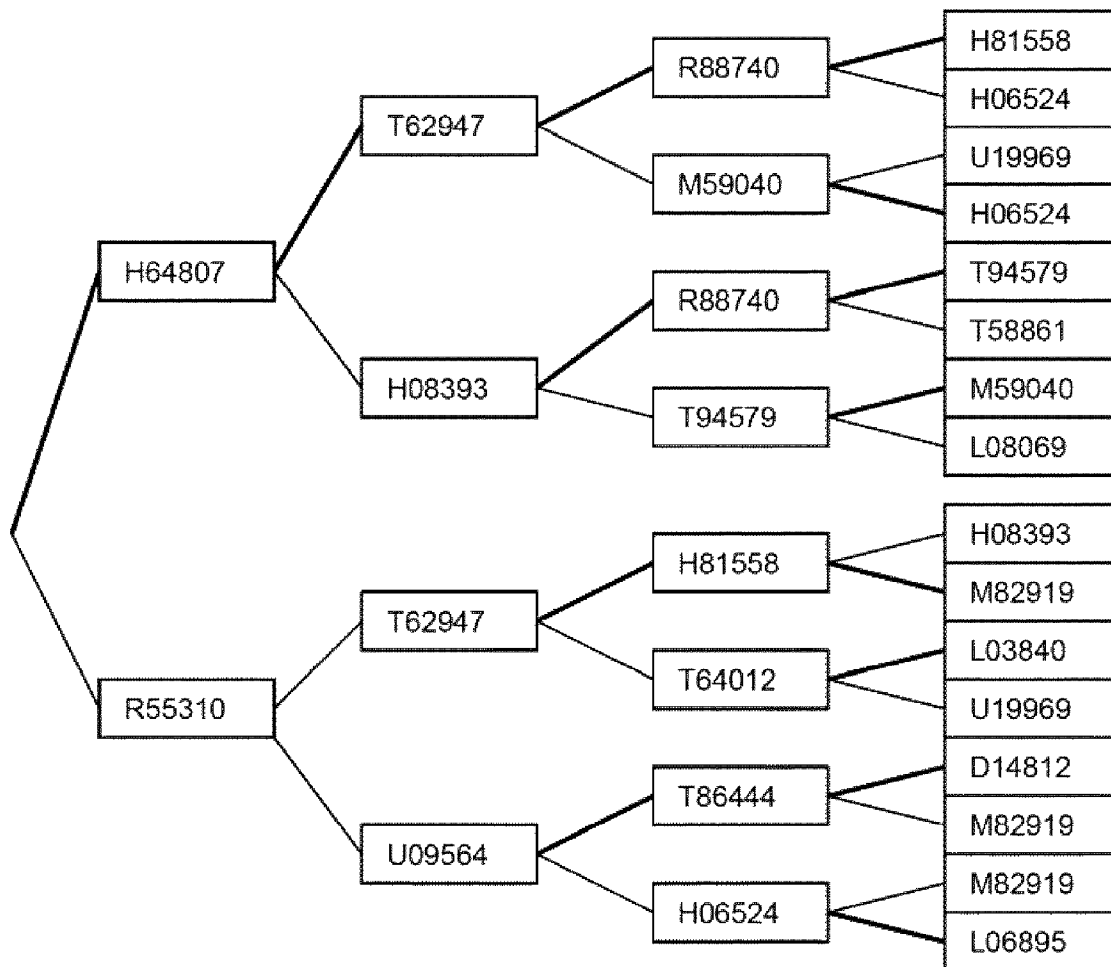 H64807
R55310
T62947
H08393
T62947
U09564
R88740
M59040
R88740
T94579
H81558
T64012
T86444
H06524
H81558
H06524
U19969
H06524
T94579
T58861
M59040
L08069
H08393
M82919
L03840
U19969
D14812
M82919
M82919
L06895